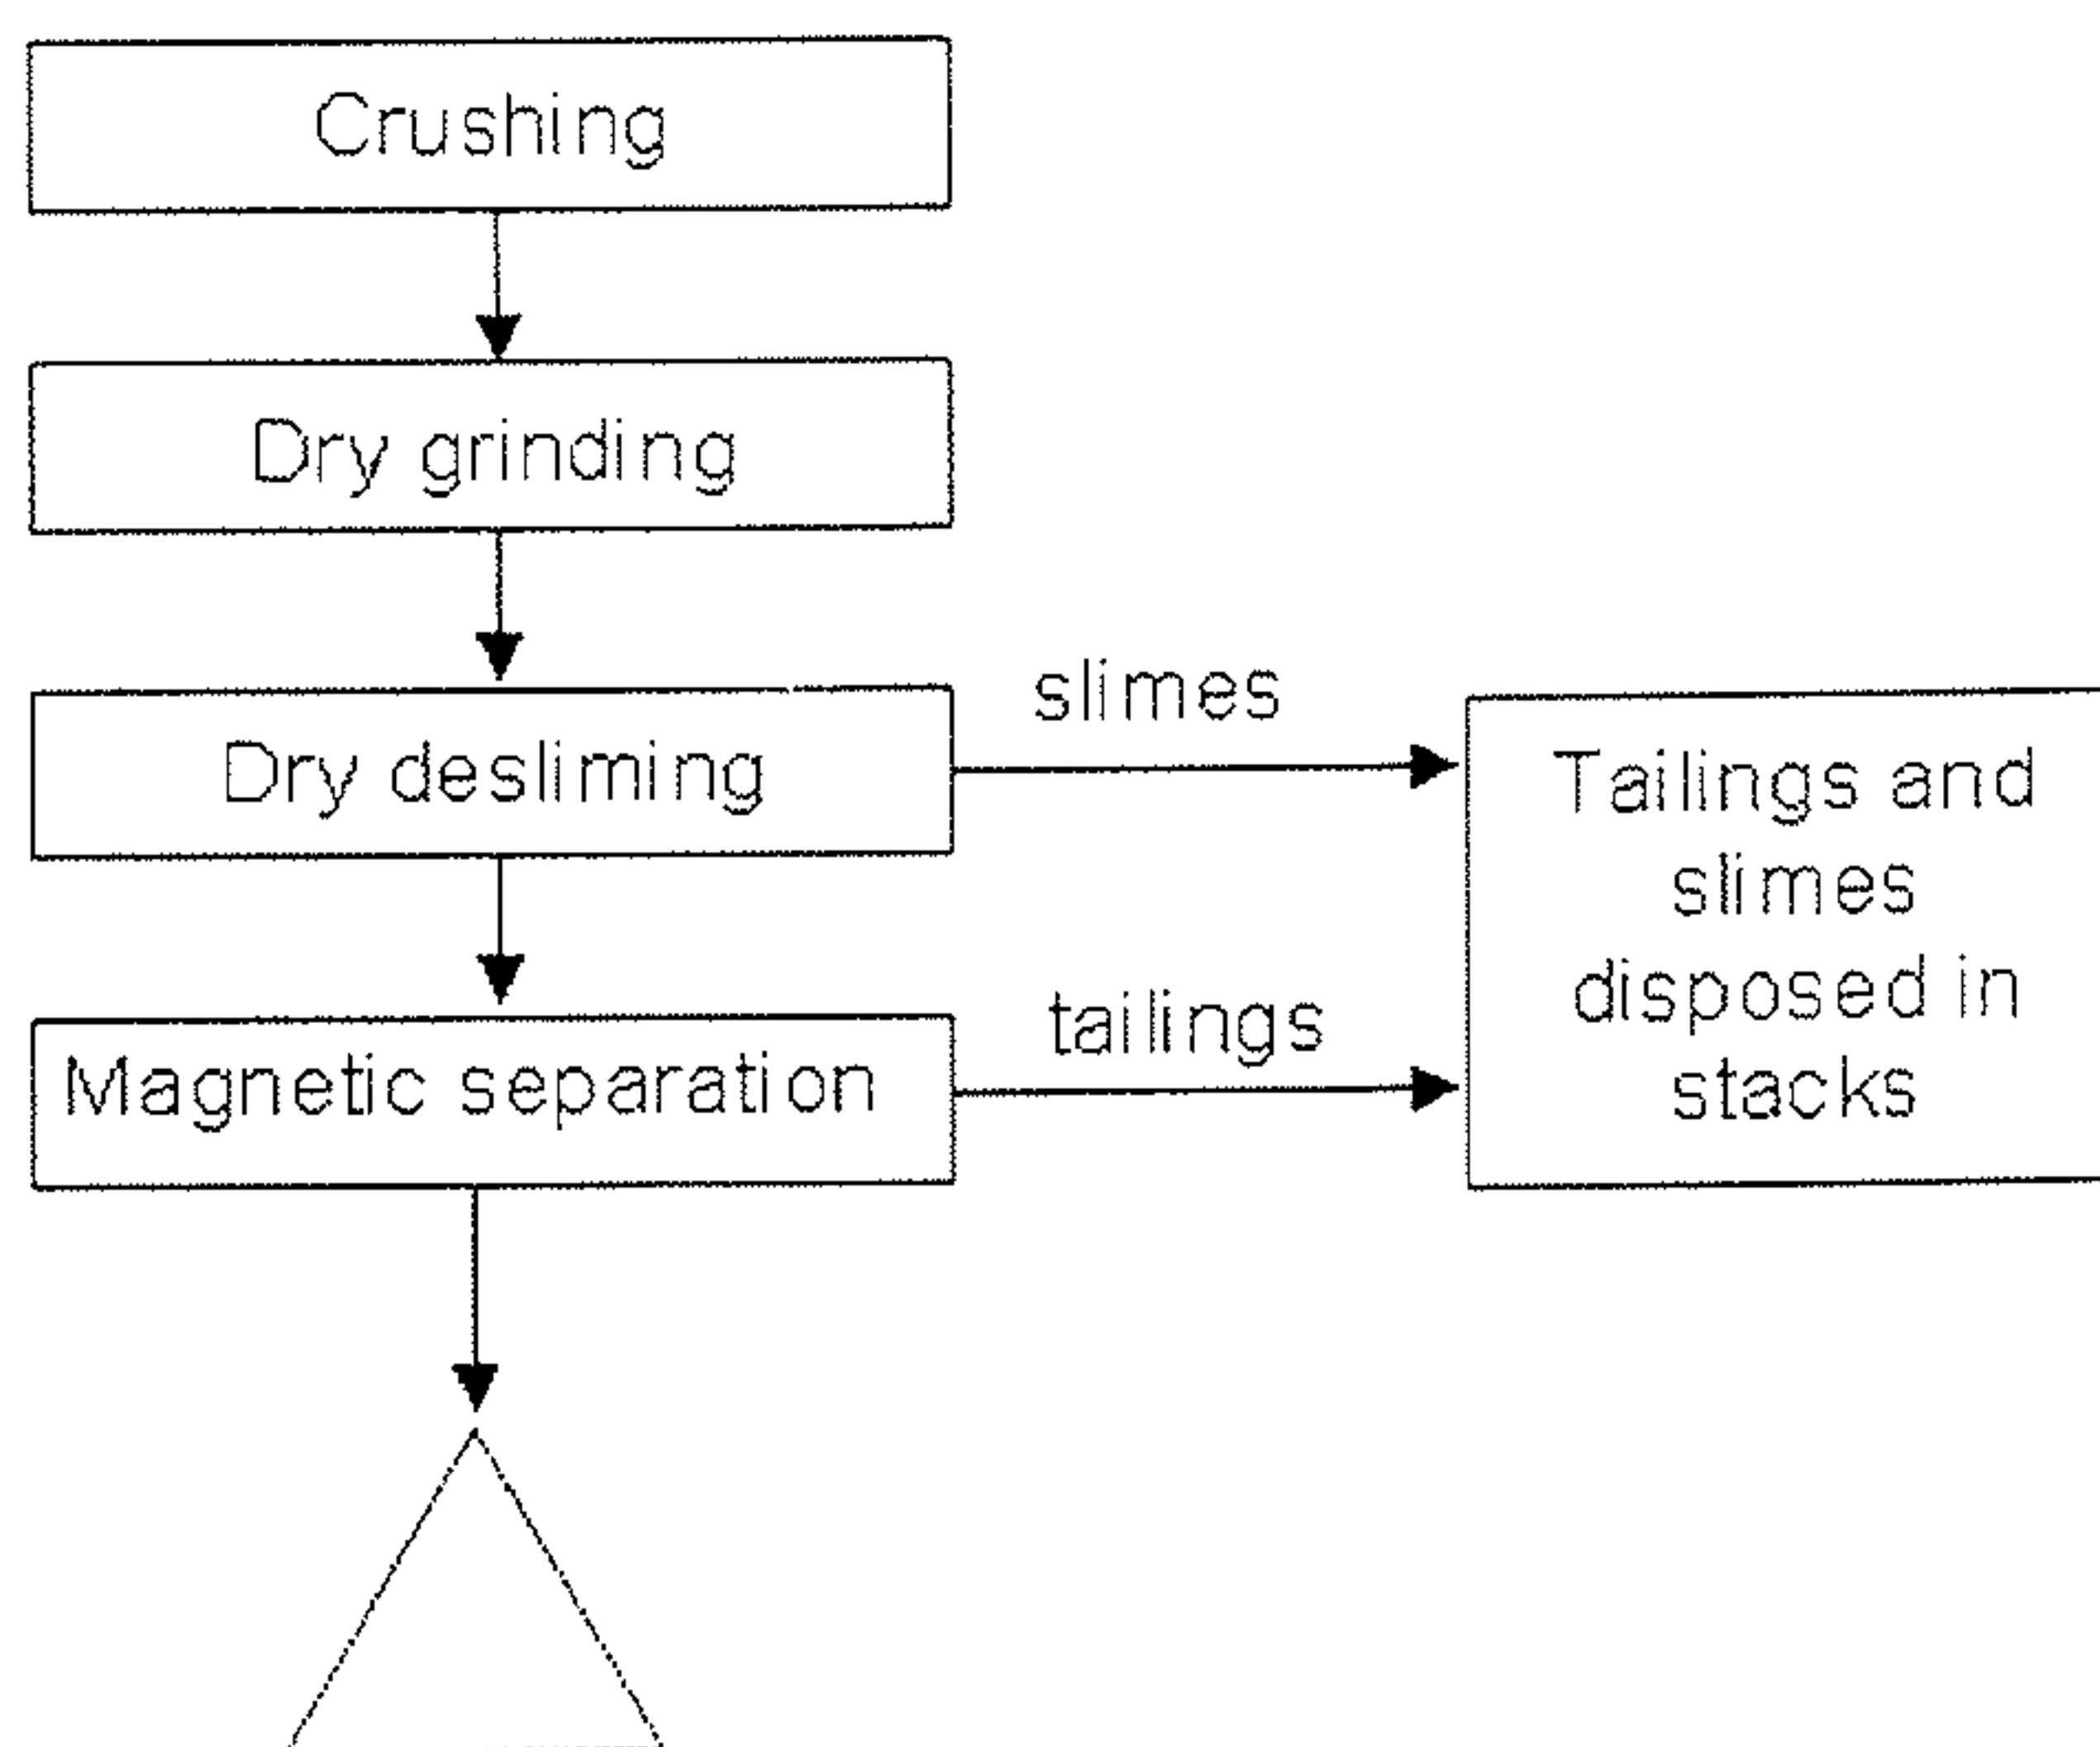 Crushing
Dry grinding
Dry desliming
slimes
Magnetic separation
tailings
Tailings and
slimes
disposed in
stacks